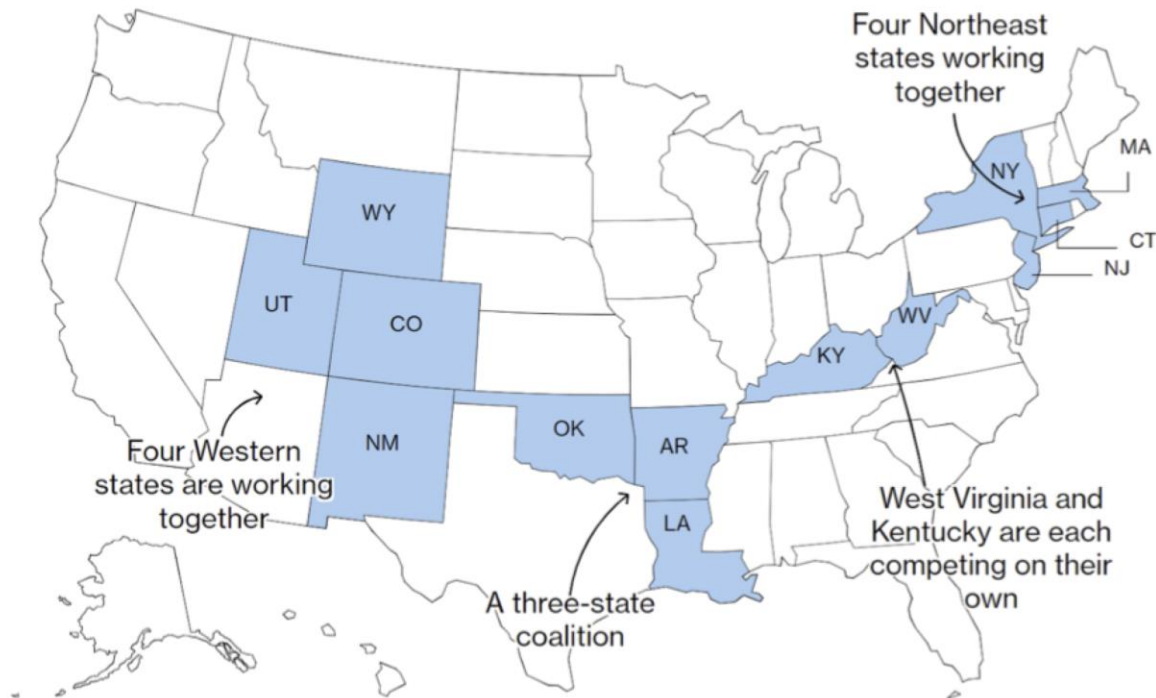 Four Northeast
states working
together
MA
NY
WY
CT
NJ
UT
CO
WV
KY
OK
NM
AR
Four Western
states are working
together
LA
West Virginia and
Kentucky are each
competing on their
own
A three-state
coalition